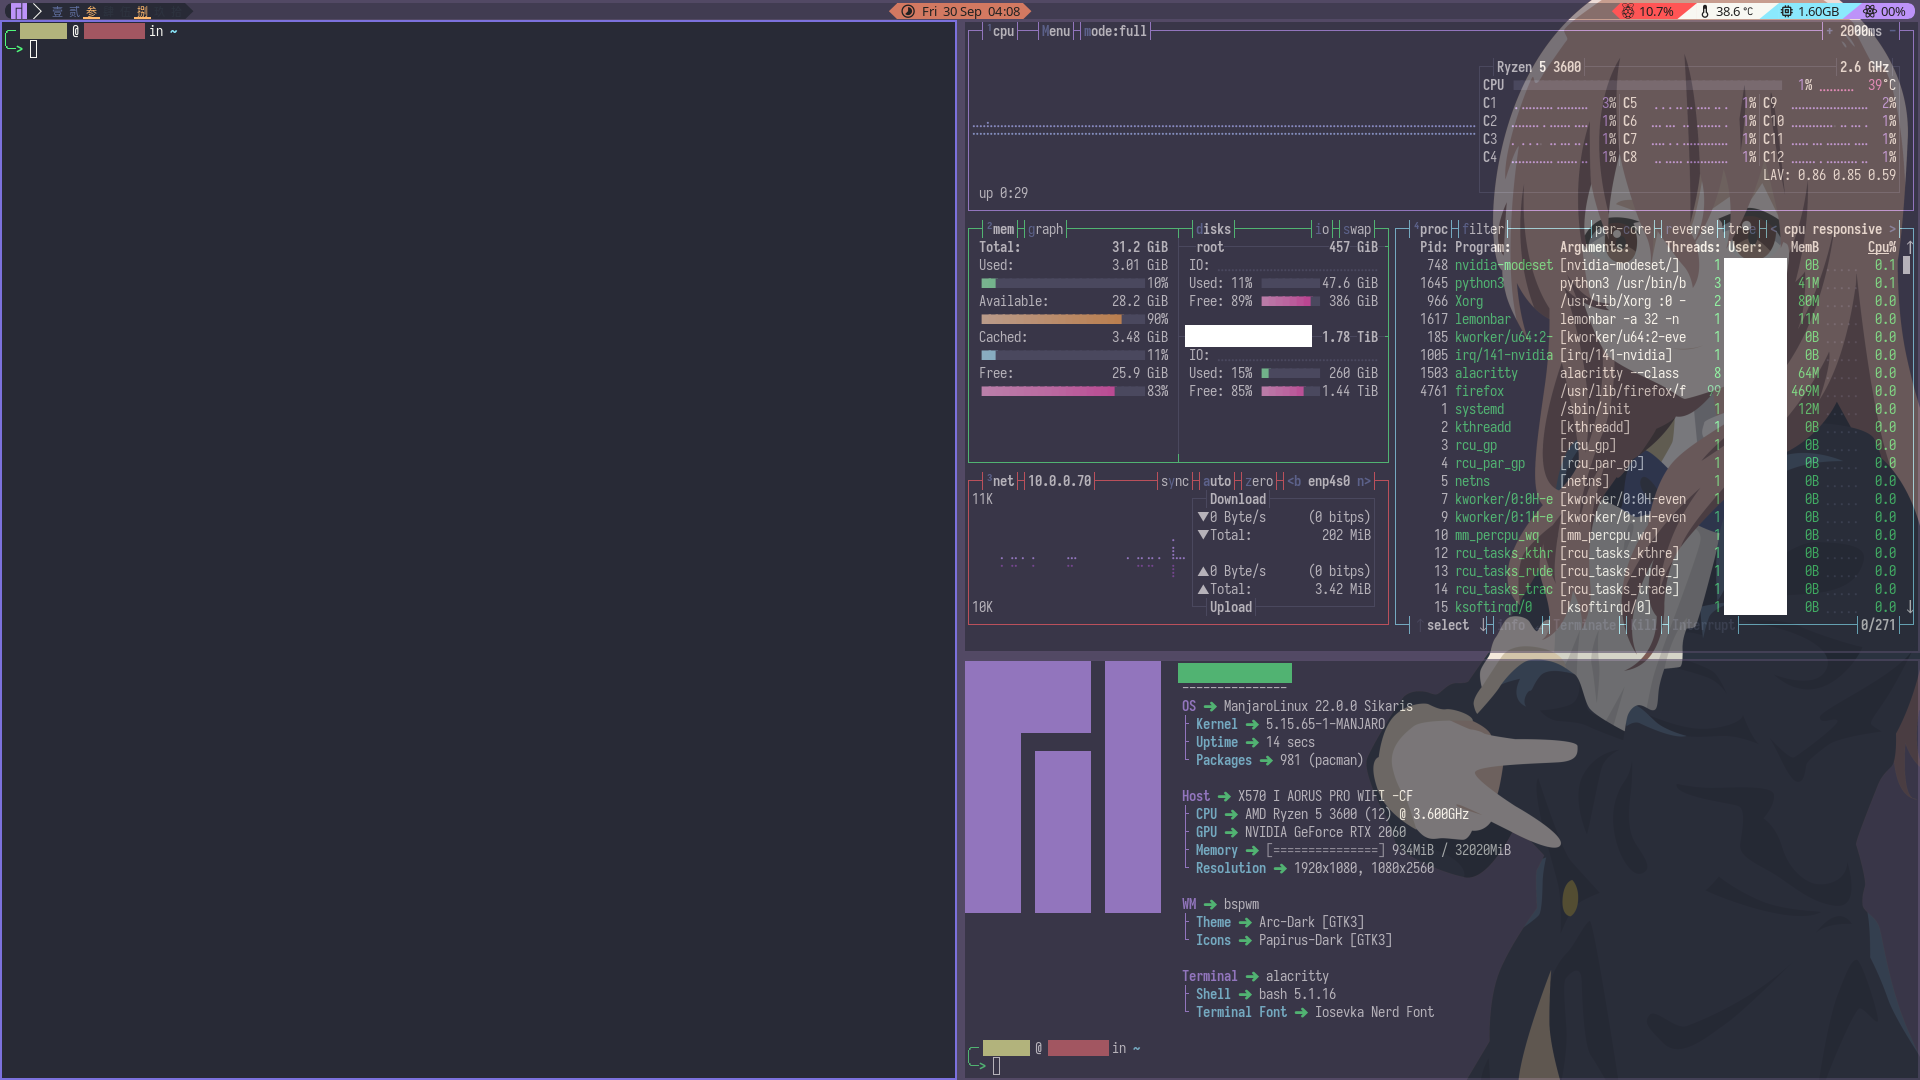 壹 貳 参 捌
Fri 30 Sep 04:08
10.7% 38.6 °C 1.60GB 00%
@ in ~
¹cpu Menu mode:full + 2000ms -
Ryzen 5 3600 2.6 GHz
CPU 1% 39°C
C1 3% C5 1% C9 2%
C2 1% C6 1% C10 1%
C3 1% C7 1% C11 1%
C4 1% C8 1% C12 1%
LAV: 0.86 0.85 0.59
up 0:29
²mem graph
Total: 31.2 GiB
Used: 3.01 GiB
10%
Available: 28.2 GiB
90%
Cached: 3.48 GiB
11%
Free: 25.9 GiB
83%
disks io swap
root 457 GiB
IO:
Used: 11% 47.6 GiB
Free: 89% 386 GiB
1.78 TiB
IO:
Used: 15% 260 GiB
Free: 85% 1.44 TiB
³net 10.0.0.70 sync auto zero <b enp4s0 n>
11K
10K
Download
▼0 Byte/s (0 bitps)
▼Total: 202 MiB
▲0 Byte/s (0 bitps)
▲Total: 3.42 MiB
Upload
⁴proc filter per-core reverse tree < cpu responsive >
Pid: Program: Arguments: Threads: User: MemB Cpu% ↑
748 nvidia-modeset [nvidia-modeset/] 1 0B 0.1
1645 python3 python3 /usr/bin/b 3 41M 0.1
966 Xorg /usr/lib/Xorg :0 - 2 80M 0.0
1617 lemonbar lemonbar -a 32 -n 1 11M 0.0
185 kworker/u64:2- [kworker/u64:2-eve 1 0B 0.0
1005 irq/141-nvidia [irq/141-nvidia] 1 0B 0.0
1503 alacritty alacritty --class 8 64M 0.0
4761 firefox /usr/lib/firefox/f 99 469M 0.0
1 systemd /sbin/init 1 12M 0.0
2 kthreadd [kthreadd] 1 0B 0.0
3 rcu_gp [rcu_gp] 1 0B 0.0
4 rcu_par_gp [rcu_par_gp] 1 0B 0.0
5 netns [netns] 1 0B 0.0
7 kworker/0:0H-e [kworker/0:0H-even 1 0B 0.0
9 kworker/0:1H-e [kworker/0:1H-even 1 0B 0.0
10 mm_percpu_wq [mm_percpu_wq] 1 0B 0.0
12 rcu_tasks_kthr [rcu_tasks_kthre] 1 0B 0.0
13 rcu_tasks_rude [rcu_tasks_rude_] 1 0B 0.0
14 rcu_tasks_trac [rcu_tasks_trace] 1 0B 0.0
15 ksoftirqd/0 [ksoftirqd/0] 1 0B 0.0 ↓
↑ select ↓ info Terminate Kill Interrupt 0/271
---------------
OS ➜ ManjaroLinux 22.0.0 Sikaris
Kernel ➜ 5.15.65-1-MANJARO
Uptime ➜ 14 secs
Packages ➜ 981 (pacman)
Host ➜ X570 I AORUS PRO WIFI -CF
CPU ➜ AMD Ryzen 5 3600 (12) @ 3.600GHz
GPU ➜ NVIDIA GeForce RTX 2060
Memory ➜ [===============] 934MiB / 32020MiB
Resolution ➜ 1920x1080, 1080x2560
WM ➜ bspwm
Theme ➜ Arc-Dark [GTK3]
Icons ➜ Papirus-Dark [GTK3]
Terminal ➜ alacritty
Shell ➜ bash 5.1.16
Terminal Font ➜ Iosevka Nerd Font
@ in ~